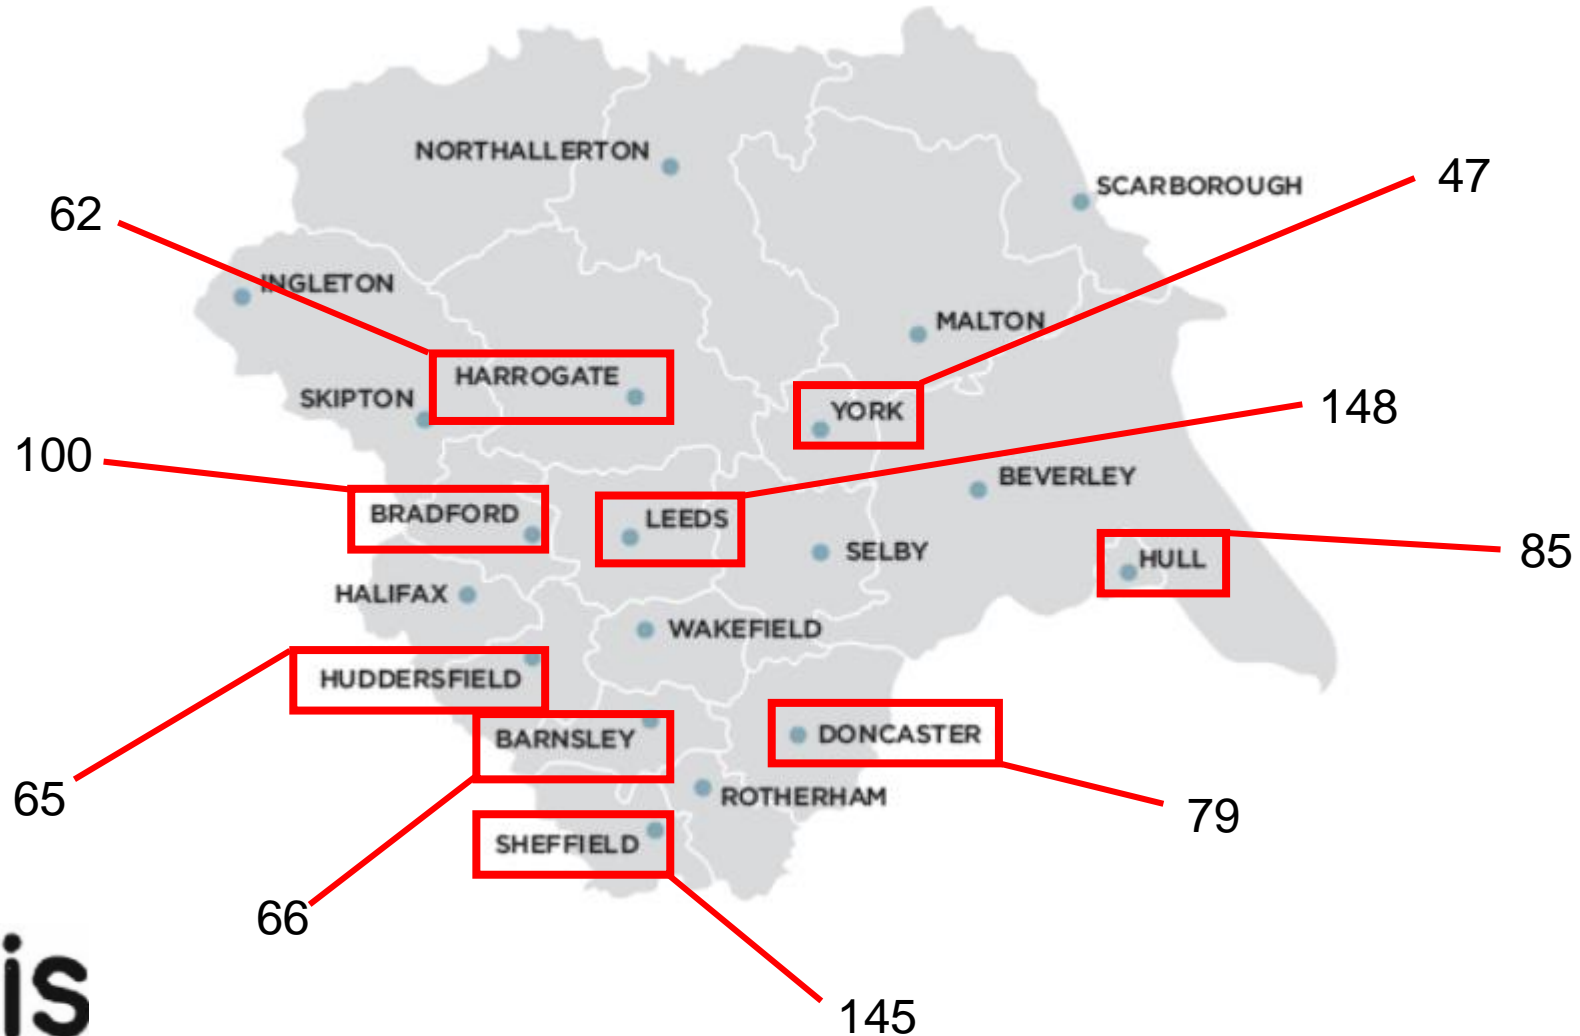 NORTHALLERTON
SCARBOROUGH
47
62
INGLETON
MALTON
HARROGATE
SKIPTON
YORK
148
100
BEVERLEY
BRADFORD
LEEDS
SELBY
HULL
85
HALIFAX
WAKEFIELD
HUDDERSFIELD
BARNSLEY
DONCASTER
65
ROTHERHAM
79
SHEFFIELD
66
is
145